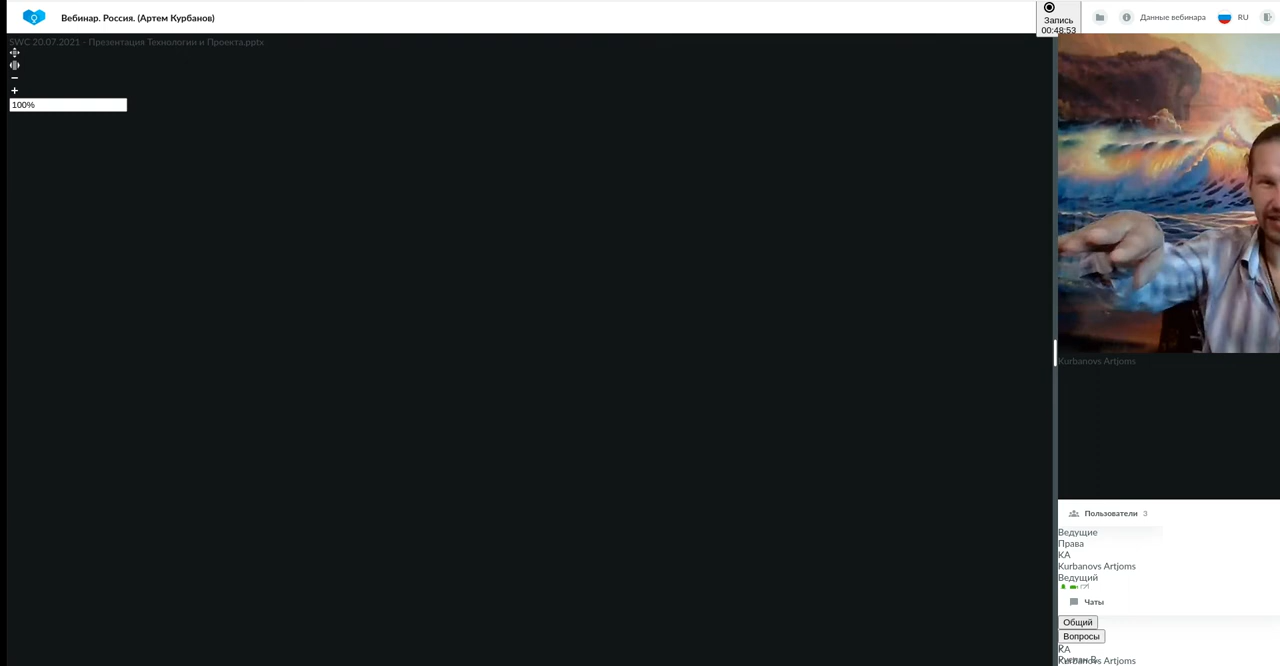 Вебинар. Россия. (Артем Курбанов)
Запись
00:48:53
Данные вебинара
RU
SWC 20.07.2021 - Презентация Технологии и Проекта.pptx
100%
Kurbanovs Artjoms
Пользователи 3
Ведущие
Права
KA
Kurbanovs Artjoms
Ведущий
Чаты
Общий
Вопросы
KA
Kurbanovs Artjoms